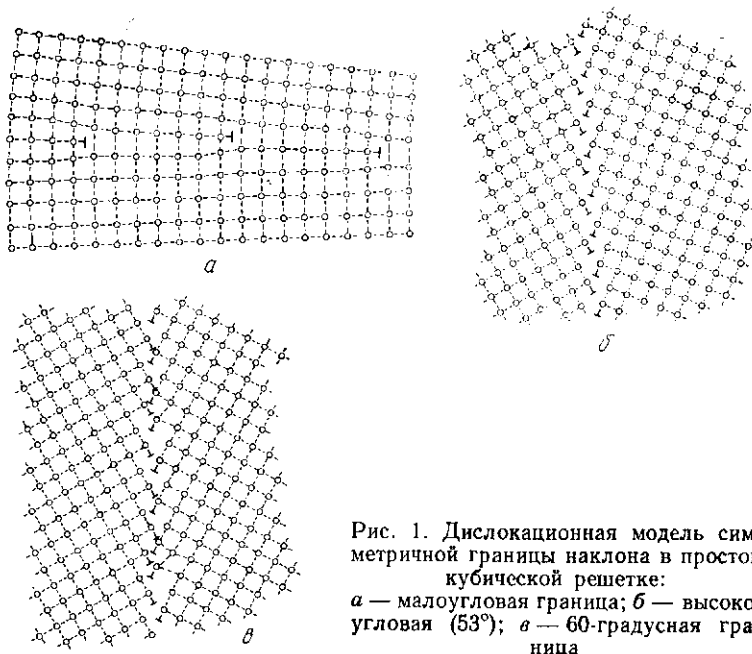 а
б
в
Рис. 1. Дислокационная модель сим-
метричной границы наклона в простой
кубической решетке:
а — малоугловая граница; б — высоко-
угловая (53°); в — 60-градусная гра-
ница